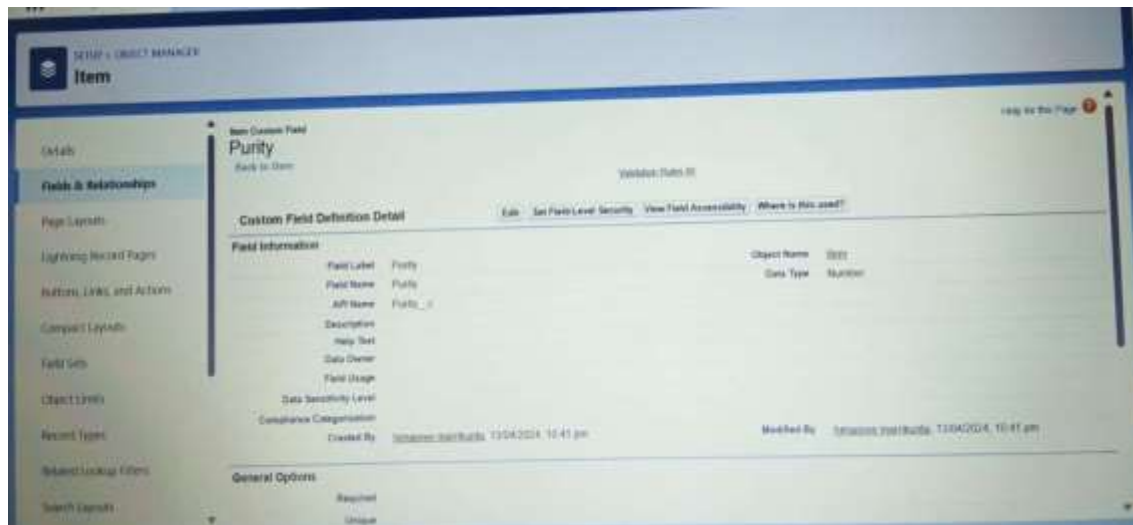 SETUP > OBJECT MANAGER
Item
Help for this Page
Details
Fields & Relationships
Page Layouts
Lightning Record Pages
Buttons, Links, and Actions
Compact Layouts
Field Sets
Object Limits
Record Types
Related Lookup Filters
Search Layouts
Item Custom Field
Purity
Back to Item
Validation Rules [0]
Custom Field Definition Detail
Edit Set Field-Level Security View Field Accessibility Where is this used?
Field Information
Field Label Purity
Object Name Item
Field Name Purity
Data Type Number
API Name Purity__c
Description
Help Text
Data Owner
Field Usage
Data Sensitivity Level
Compliance Categorization
Created By 13/04/2024, 10:41 pm
Modified By 13/04/2024, 10:41 pm
General Options
Required
Unique